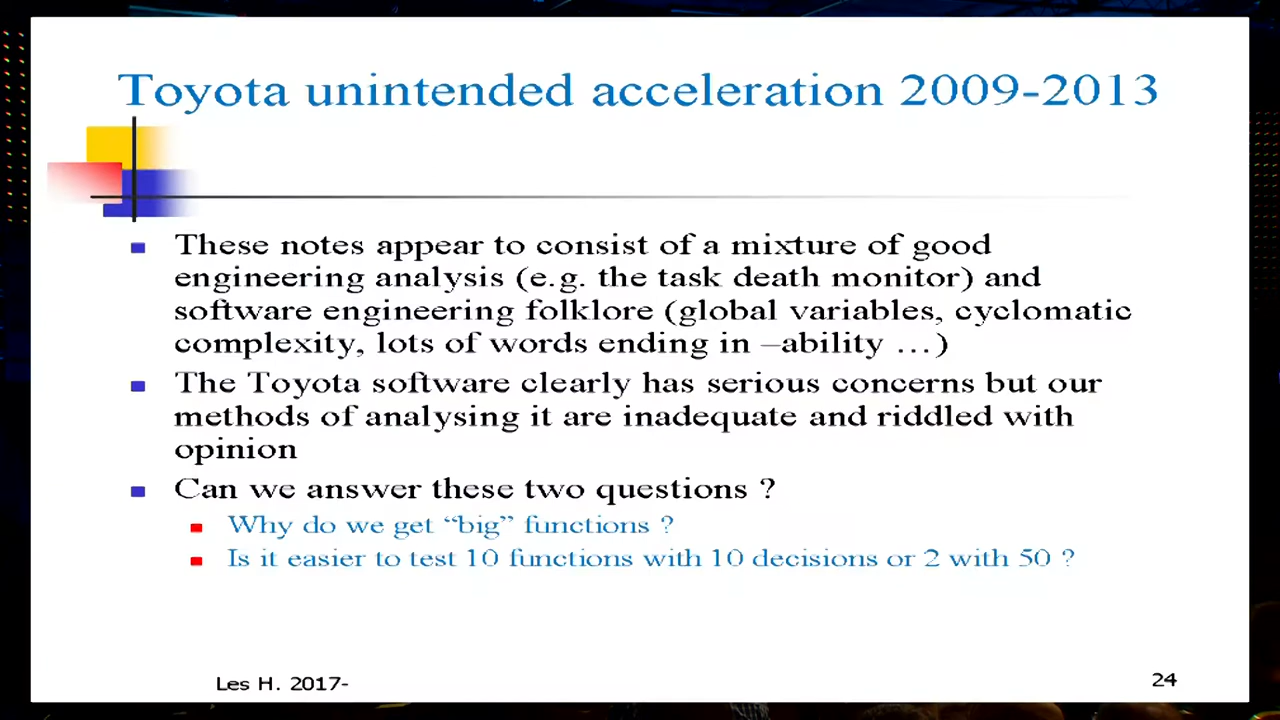 Toyota unintended acceleration 2009-2013
These notes appear to consist of a mixture of good
engineering analysis (e.g. the task death monitor) and
software engineering folklore (global variables, cyclomatic
complexity, lots of words ending in –ability …)
The Toyota software clearly has serious concerns but our
methods of analysing it are inadequate and riddled with
opinion
Can we answer these two questions ?
Why do we get “big” functions ?
Is it easier to test 10 functions with 10 decisions or 2 with 50 ?
Les H. 2017-
24